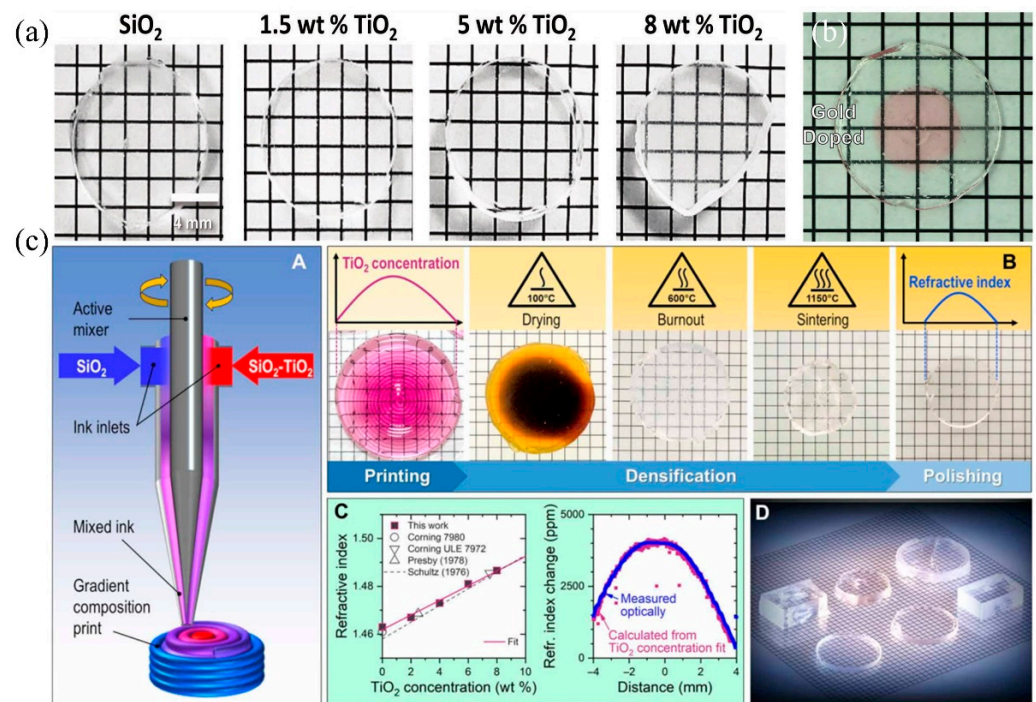 (a)
SiO₂
1.5 wt % TiO₂
5 wt % TiO₂
8 wt % TiO₂
4 mm
(b)
Gold
Doped
(c)
A
Active
mixer
SiO₂
SiO₂-TiO₂
Ink inlets
Mixed ink
Gradient
composition
print
B
TiO₂ concentration
100°C
Drying
600°C
Burnout
1150°C
Sintering
Refractive index
Printing
Densification
Polishing
C
Refractive index
1.50
1.48
1.46
This work
Corning 7980
Corning ULE 7972
Presby (1978)
Schultz (1976)
Fit
0 2 4 6 8 10
TiO₂ concentration (wt %)
Refr. index change (ppm)
5000
2500
0
Measured
optically
Calculated from
TiO₂ concentration fit
−4 −2 0 2 4
Distance (mm)
D